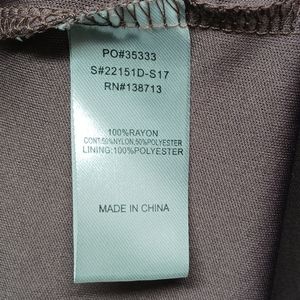 PO#35333
S#22151D-S17
RN#138713
100%RAYON
CONT:50%NYLON,50%POLYESTER
LINING:100%POLYESTER
MADE IN CHINA